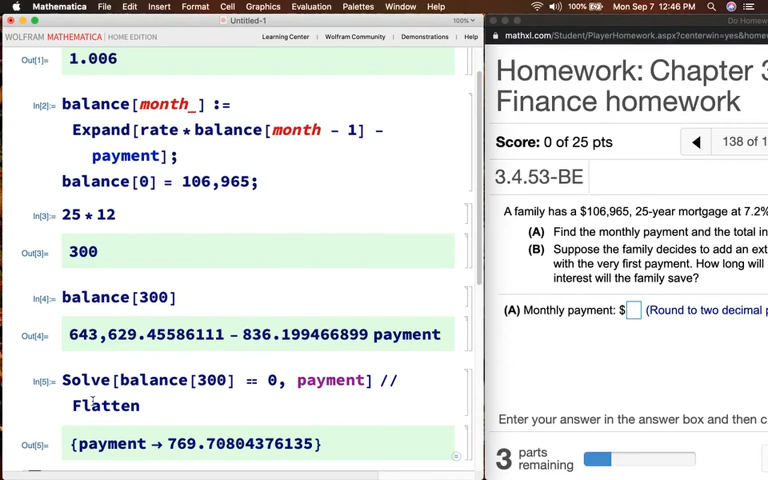 Mathematica File Edit Insert Format Cell Graphics Evaluation Palettes Window Help 100% Mon Sep 7 12:46 PM
Untitled-1 100%
WOLFRAM MATHEMATICA | HOME EDITION Learning Center | Wolfram Community | Demonstrations | Help
Out[1]= 1.006
In[2]:= balance[month_] :=
Expand[rate * balance[month - 1] -
payment];
balance[0] = 106,965;
In[3]:= 25 * 12
Out[3]= 300
In[4]:= balance[300]
Out[4]= 643,629.45586111 - 836.199466899 payment
In[5]:= Solve[balance[300] == 0, payment] //
Flatten
Out[5]= {payment → 769.70804376135}
Do Home
mathxl.com/Student/PlayerHomework.aspx?centerwin=yes&home
Homework: Chapter 3
Finance homework
Score: 0 of 25 pts 138 of 1
3.4.53-BE
A family has a $106,965, 25-year mortgage at 7.2%
(A) Find the monthly payment and the total in
(B) Suppose the family decides to add an ext
with the very first payment. How long will
interest will the family save?
(A) Monthly payment: $ (Round to two decimal p
Enter your answer in the answer box and then c
3 parts
remaining